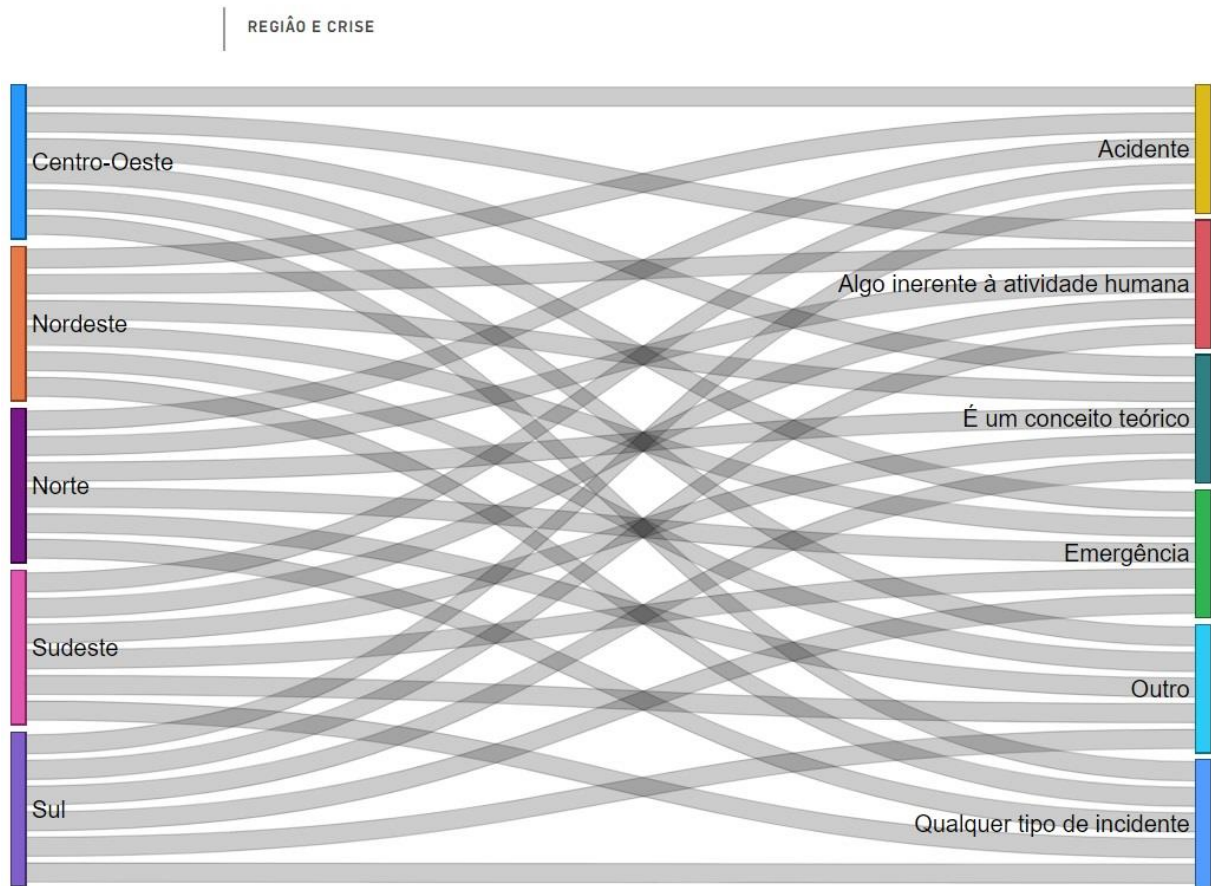 REGIÂO E CRISE
Centro-Oeste
Nordeste
Norte
Sudeste
Sul
Acidente
Algo inerente à atividade humana
É um conceito teórico
Emergência
Outro
Qualquer tipo de incidente